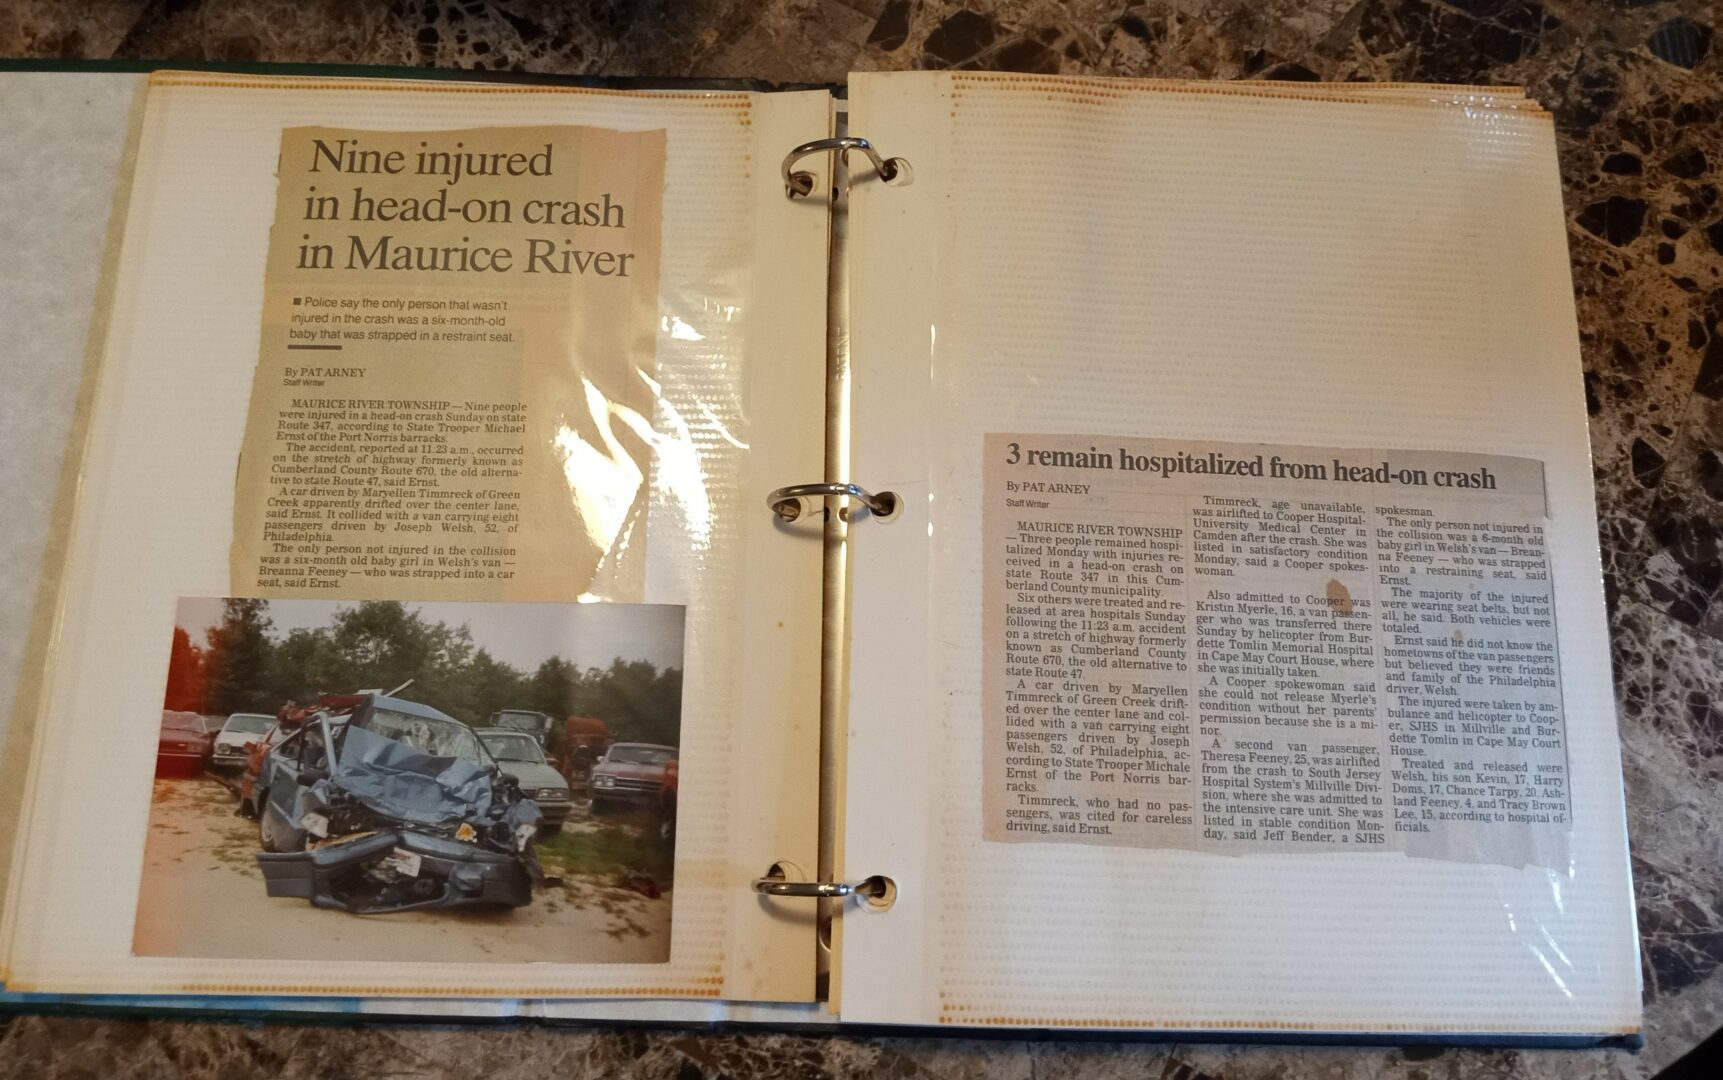 Nine injured
in head-on crash
in Maurice River
■ Police say the only person that wasn't
injured in the crash was a six-month-old
baby that was strapped in a restraint seat.
By PAT ARNEY
Staff Writer
MAURICE RIVER TOWNSHIP — Nine people
were injured in a head-on crash Sunday on state
Route 347, according to State Trooper Michael
Ernst of the Port Norris barracks.
The accident, reported at 11:23 a.m., occurred
on the stretch of highway formerly known as
Cumberland County Route 670, the old alterna-
tive to state Route 47, said Ernst.
A car driven by Maryellen Timmreck of Green
Creek apparently drifted over the center lane,
said Ernst. It collided with a van carrying eight
passengers driven by Joseph Welsh, 52, of
Philadelphia.
The only person not injured in the collision
was a six-month old baby girl in Welsh's van —
Breanna Feeney — who was strapped into a car
seat, said Ernst.
3 remain hospitalized from head-on crash
By PAT ARNEY
Staff Writer
MAURICE RIVER TOWNSHIP
— Three people remained hospi-
talized Monday with injuries re-
ceived in a head-on crash on
state Route 347 in this Cum-
berland County municipality.
Six others were treated and re-
leased at area hospitals Sunday
following the 11:23 a.m. accident
on a stretch of highway formerly
known as Cumberland County
Route 670, the old alternative to
state Route 47.
A car driven by Maryellen
Timmreck of Green Creek drift-
ed over the center lane and col-
lided with a van carrying eight
passengers driven by Joseph
Welsh, 52, of Philadelphia, ac-
cording to State Trooper Michale
Ernst of the Port Norris bar-
racks.
Timmreck, who had no pas-
sengers, was cited for careless
driving, said Ernst.
Timmreck, age unavailable,
was airlifted to Cooper Hospital-
University Medical Center in
Camden after the crash. She was
listed in satisfactory condition
Monday, said a Cooper spokes-
woman.
Also admitted to Cooper was
Kristin Myerle, 16, a van passen-
ger who was transferred there
Sunday by helicopter from Bur-
dette Tomlin Memorial Hospital
in Cape May Court House, where
she was initially taken.
A Cooper spokewoman said
she could not release Myerle's
condition without her parents'
permission because she is a mi-
nor.
A second van passenger,
Theresa Feeney, 25, was airlifted
from the crash to South Jersey
Hospital System's Millville Divi-
sion, where she was admitted to
the intensive care unit. She was
listed in stable condition Mon-
day, said Jeff Bender, a SJHS
spokesman.
The only person not injured in
the collision was a 6-month old
baby girl in Welsh's van — Brean-
na Feeney — who was strapped
into a restraining seat, said
Ernst.
The majority of the injured
were wearing seat belts, but not
all, he said. Both vehicles were
totaled.
Ernst said he did not know the
hometowns of the van passengers
but believed they were friends
and family of the Philadelphia
driver, Welsh.
The injured were taken by am-
bulance and helicopter to Coop-
er, SJHS in Millville and Bur-
dette Tomlin in Cape May Court
House.
Treated and released were
Welsh, his son Kevin, 17, Harry
Doms, 17, Chance Tarpy, 20, Ash-
land Feeney, 4, and Tracy Brown
Lee, 15, according to hospital of-
ficials.